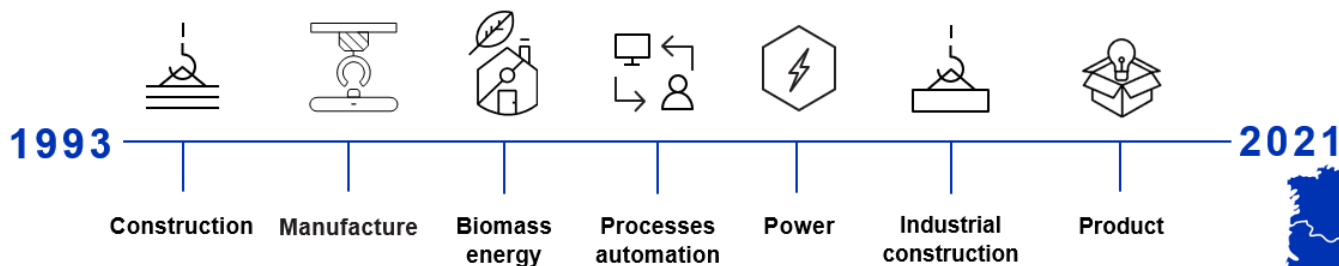 1993
2021
Construction
Manufacture
Biomass
energy
Processes
automation
Power
Industrial
construction
Product